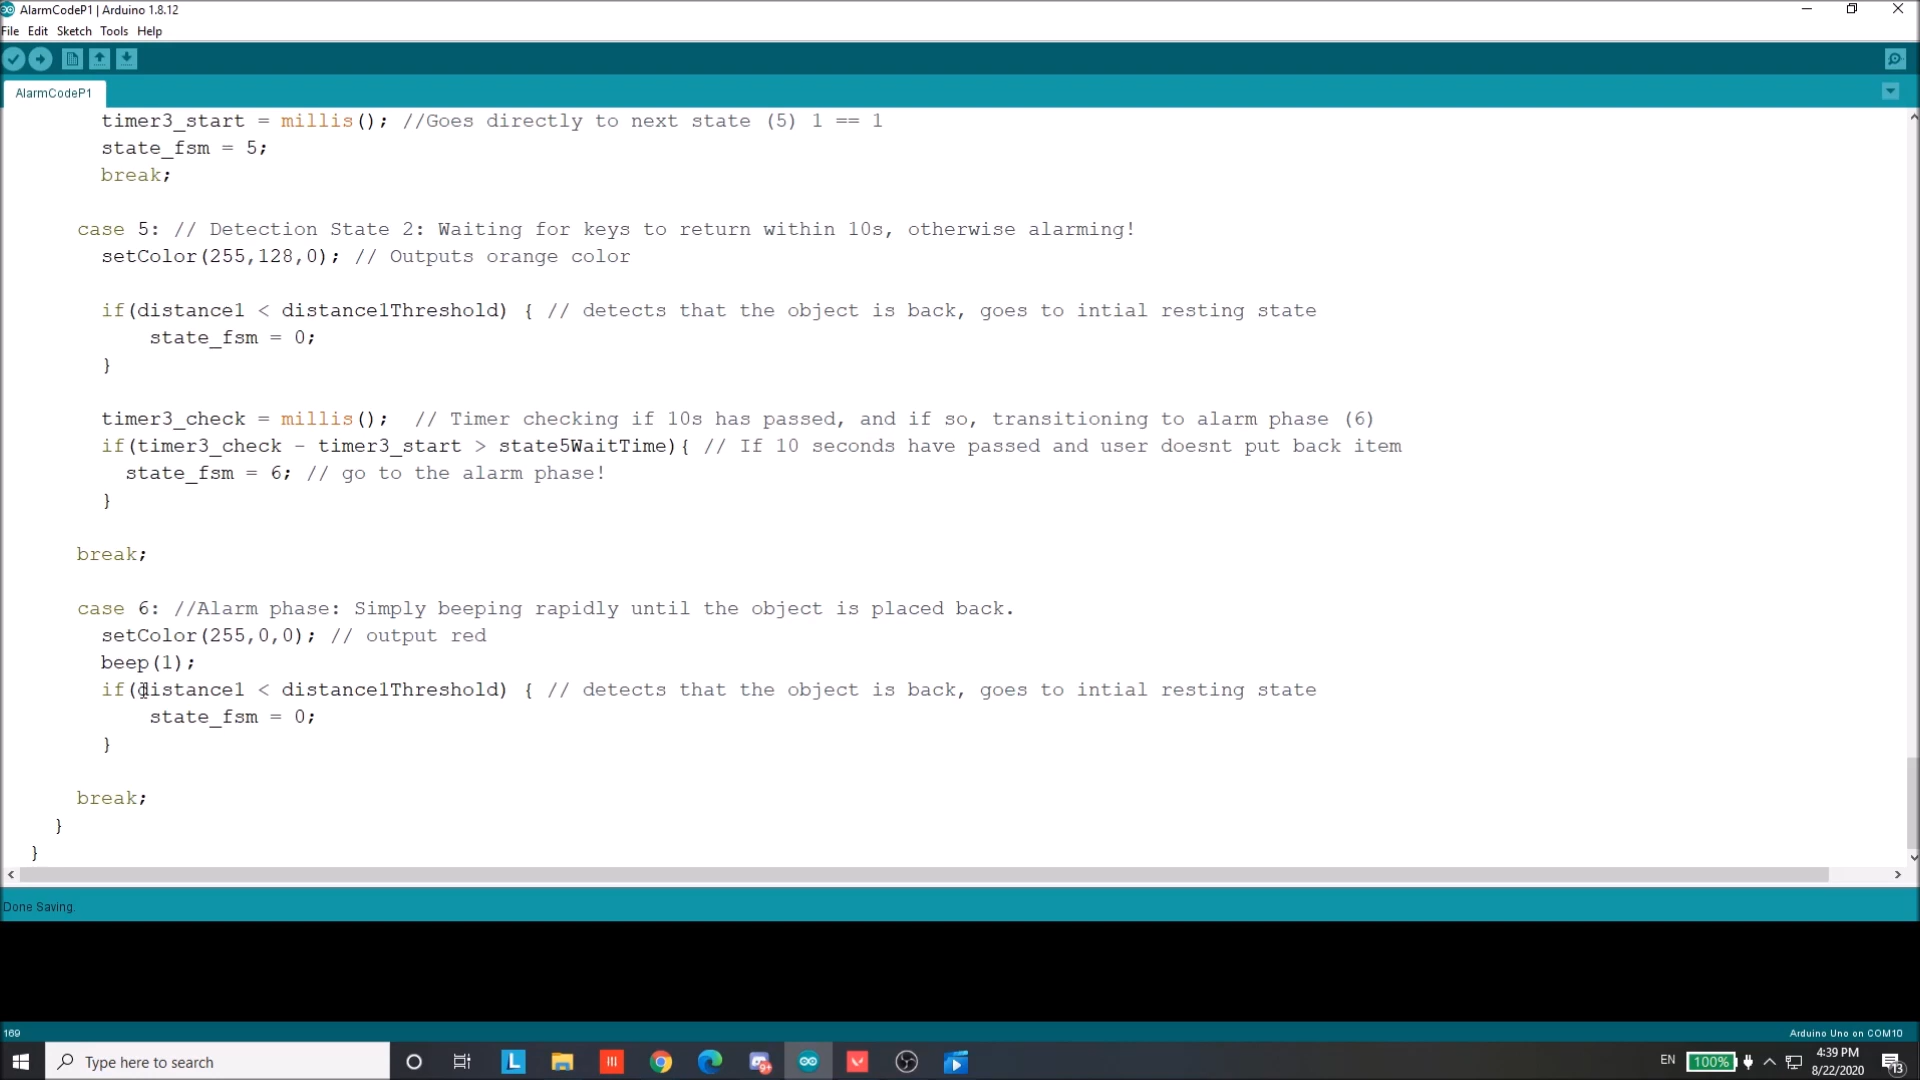 AlarmCodeP1 | Arduino 1.8.12
File Edit Sketch Tools Help
AlarmCodeP1
timer3_start = millis(); //Goes directly to next state (5) 1 == 1
state_fsm = 5;
break;
case 5: // Detection State 2: Waiting for keys to return within 10s, otherwise alarming!
setColor(255,128,0); // Outputs orange color
if(distance1 < distance1Threshold) { // detects that the object is back, goes to intial resting state
state_fsm = 0;
}
timer3_check = millis();  // Timer checking if 10s has passed, and if so, transitioning to alarm phase (6)
if(timer3_check - timer3_start > state5WaitTime){ // If 10 seconds have passed and user doesnt put back item
state_fsm = 6; // go to the alarm phase!
}
break;
case 6: //Alarm phase: Simply beeping rapidly until the object is placed back.
setColor(255,0,0); // output red
beep(1);
if(distance1 < distance1Threshold) { // detects that the object is back, goes to intial resting state
state_fsm = 0;
}
break;
}
}
Done Saving.
169
Arduino Uno on COM10
Type here to search
L
9+
EN
100%
4:39 PM
8/22/2020
13